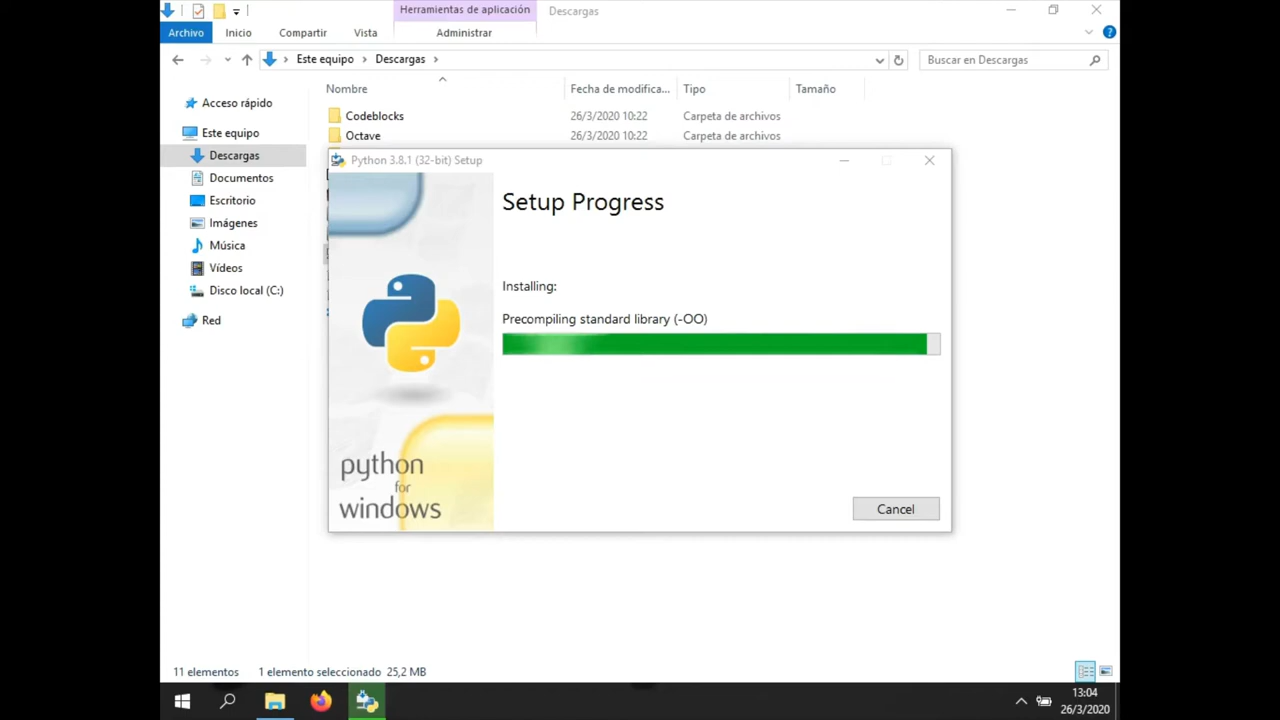 Herramientas de aplicación
Descargas
Archivo
Inicio
Compartir
Vista
Administrar
Este equipo > Descargas >
Buscar en Descargas
Nombre
Fecha de modifica...
Tipo
Tamaño
Codeblocks
26/3/2020 10:22
Carpeta de archivos
Octave
26/3/2020 10:22
Carpeta de archivos
Acceso rápido
Este equipo
Descargas
Documentos
Escritorio
Imágenes
Música
Vídeos
Disco local (C:)
Red
Python 3.8.1 (32-bit) Setup
Setup Progress
Installing:
Precompiling standard library (-OO)
python
for
windows
Cancel
11 elementos
1 elemento seleccionado 25,2 MB
13:04
26/3/2020